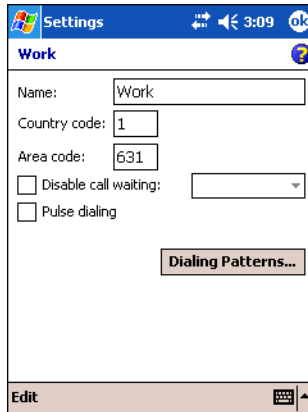 Settings 3:09 ok
Work ?
Name: Work
Country code: 1
Area code: 631
Disable call waiting:
Pulse dialing
Dialing Patterns...
Edit